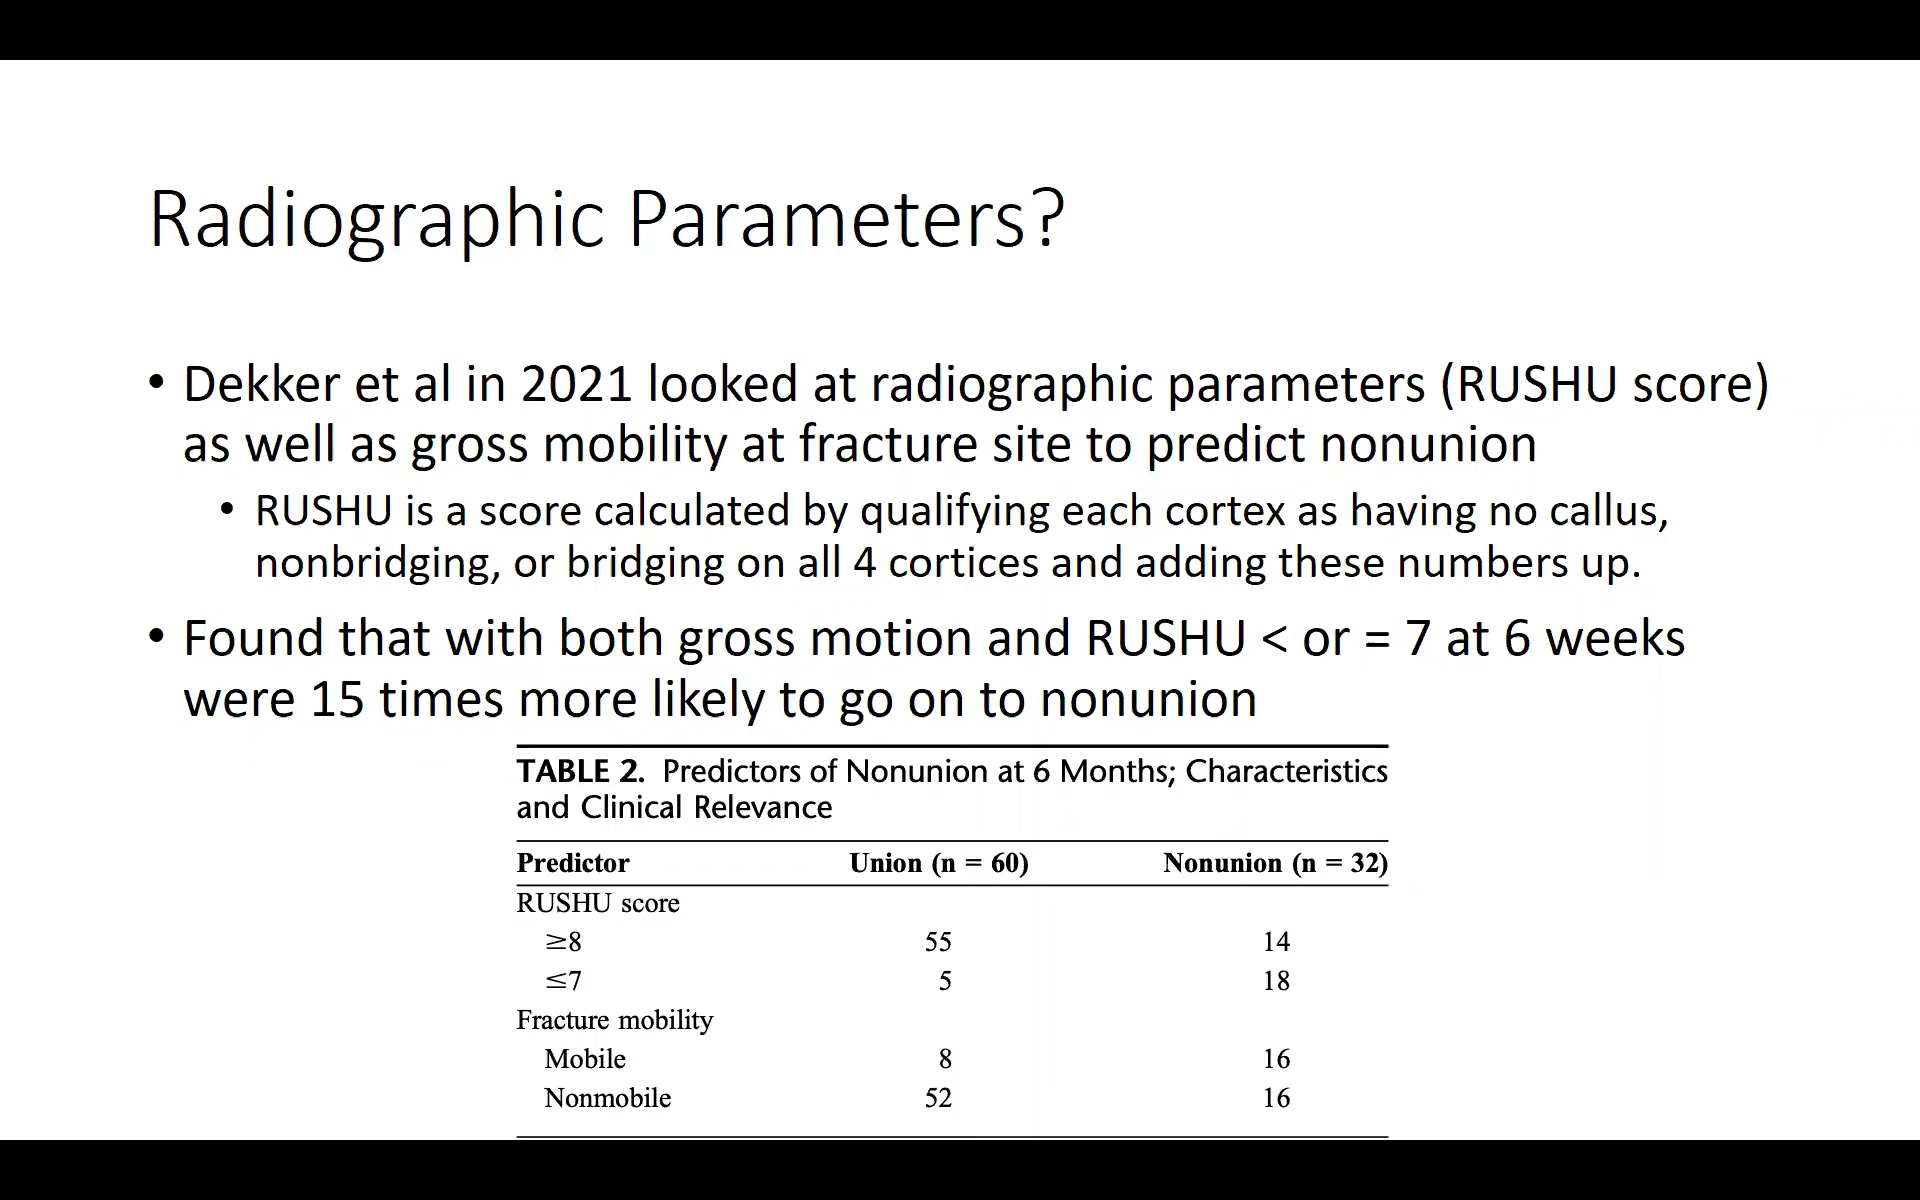 Radiographic Parameters?
• Dekker et al in 2021 looked at radiographic parameters (RUSHU score)
as well as gross mobility at fracture site to predict nonunion
• RUSHU is a score calculated by qualifying each cortex as having no callus,
nonbridging, or bridging on all 4 cortices and adding these numbers up.
• Found that with both gross motion and RUSHU < or = 7 at 6 weeks
were 15 times more likely to go on to nonunion
TABLE 2. Predictors of Nonunion at 6 Months; Characteristics
and Clinical Relevance
Predictor Union (n = 60) Nonunion (n = 32)
RUSHU score
≥8 55 14
≤7 5 18
Fracture mobility
Mobile 8 16
Nonmobile 52 16